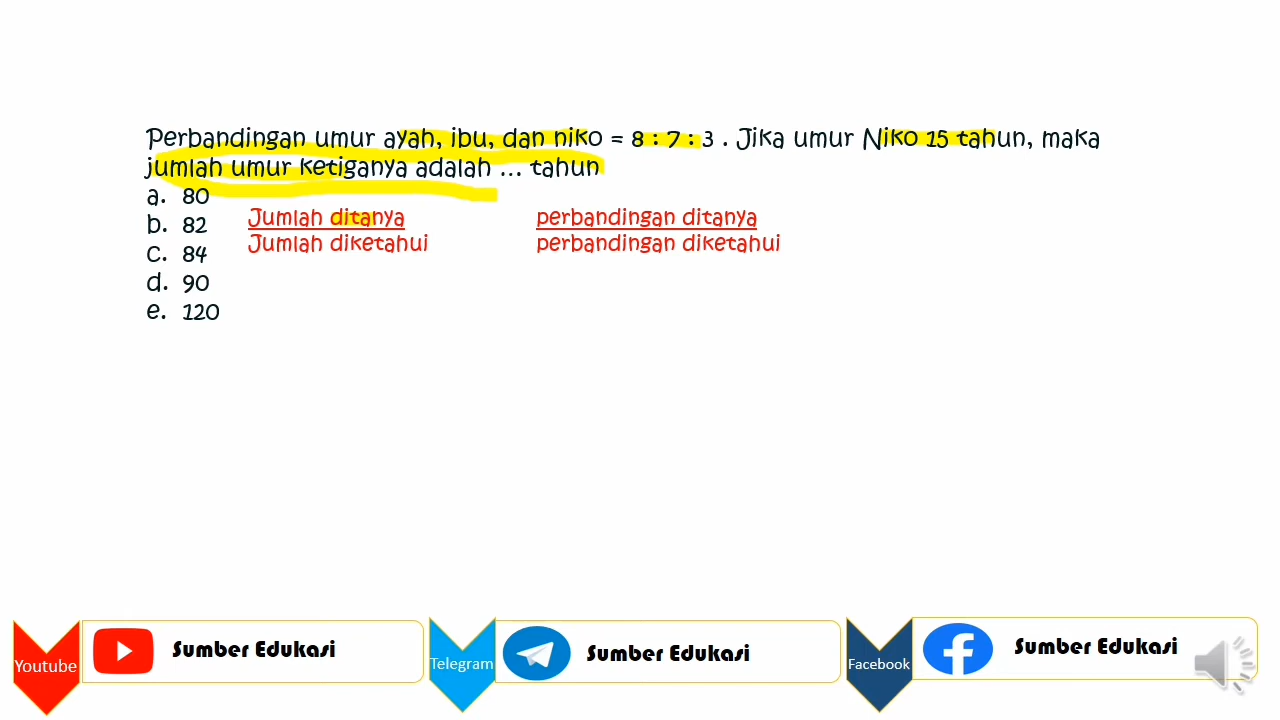 Perbandingan umur ayah, ibu, dan niko = 8 : 7 : 3 . Jika umur Niko 15 tahun, maka
jumlah umur ketiganya adalah ... tahun
a. 80
b. 82
c. 84
d. 90
e. 120
Jumlah ditanya
Jumlah diketahui
perbandingan ditanya
perbandingan diketahui
Youtube
Sumber Edukasi
Telegram
Sumber Edukasi
Facebook
Sumber Edukasi